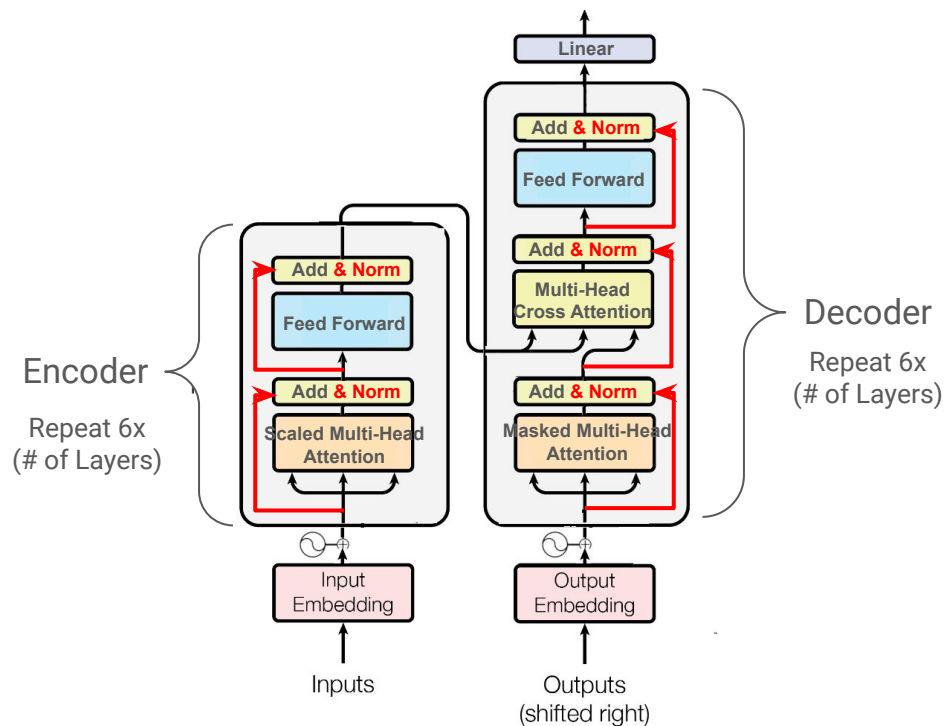 Linear
Add & Norm
Feed Forward
Add & Norm
Multi-Head
Cross Attention
Add & Norm
Masked Multi-Head
Attention
Decoder
Repeat 6x
(# of Layers)
Add & Norm
Feed Forward
Add & Norm
Scaled Multi-Head
Attention
Encoder
Repeat 6x
(# of Layers)
Input
Embedding
Output
Embedding
Inputs
Outputs
(shifted right)